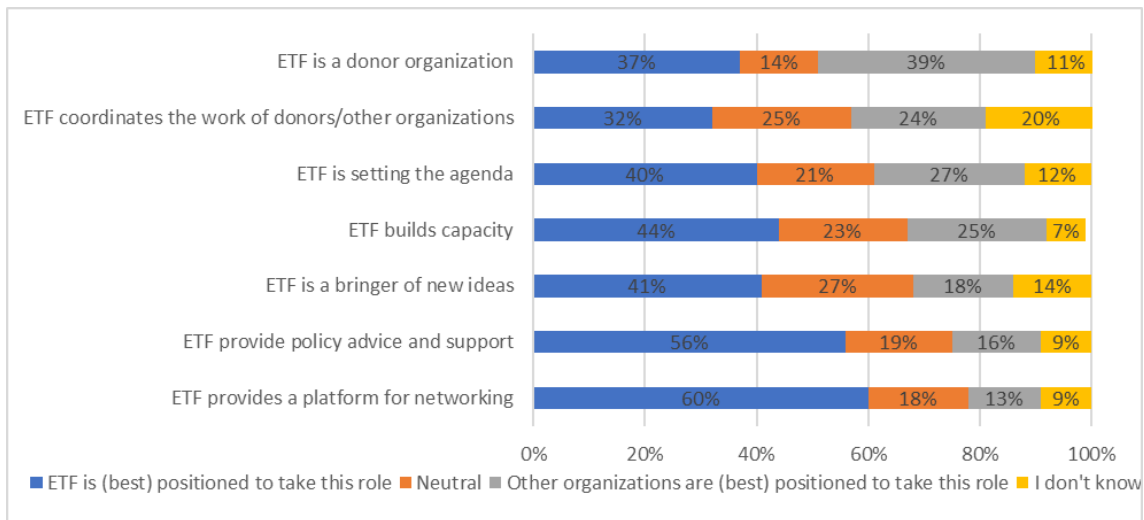 ETF is a donor organization 37% 14% 39% 11%
ETF coordinates the work of donors/other organizations 32% 25% 24% 20%
ETF is setting the agenda 40% 21% 27% 12%
ETF builds capacity 44% 23% 25% 7%
ETF is a bringer of new ideas 41% 27% 18% 14%
ETF provide policy advice and support 56% 19% 16% 9%
ETF provides a platform for networking 60% 18% 13% 9%
0% 20% 40% 60% 80% 100%
ETF is (best) positioned to take this role Neutral Other organizations are (best) positioned to take this role I don't know